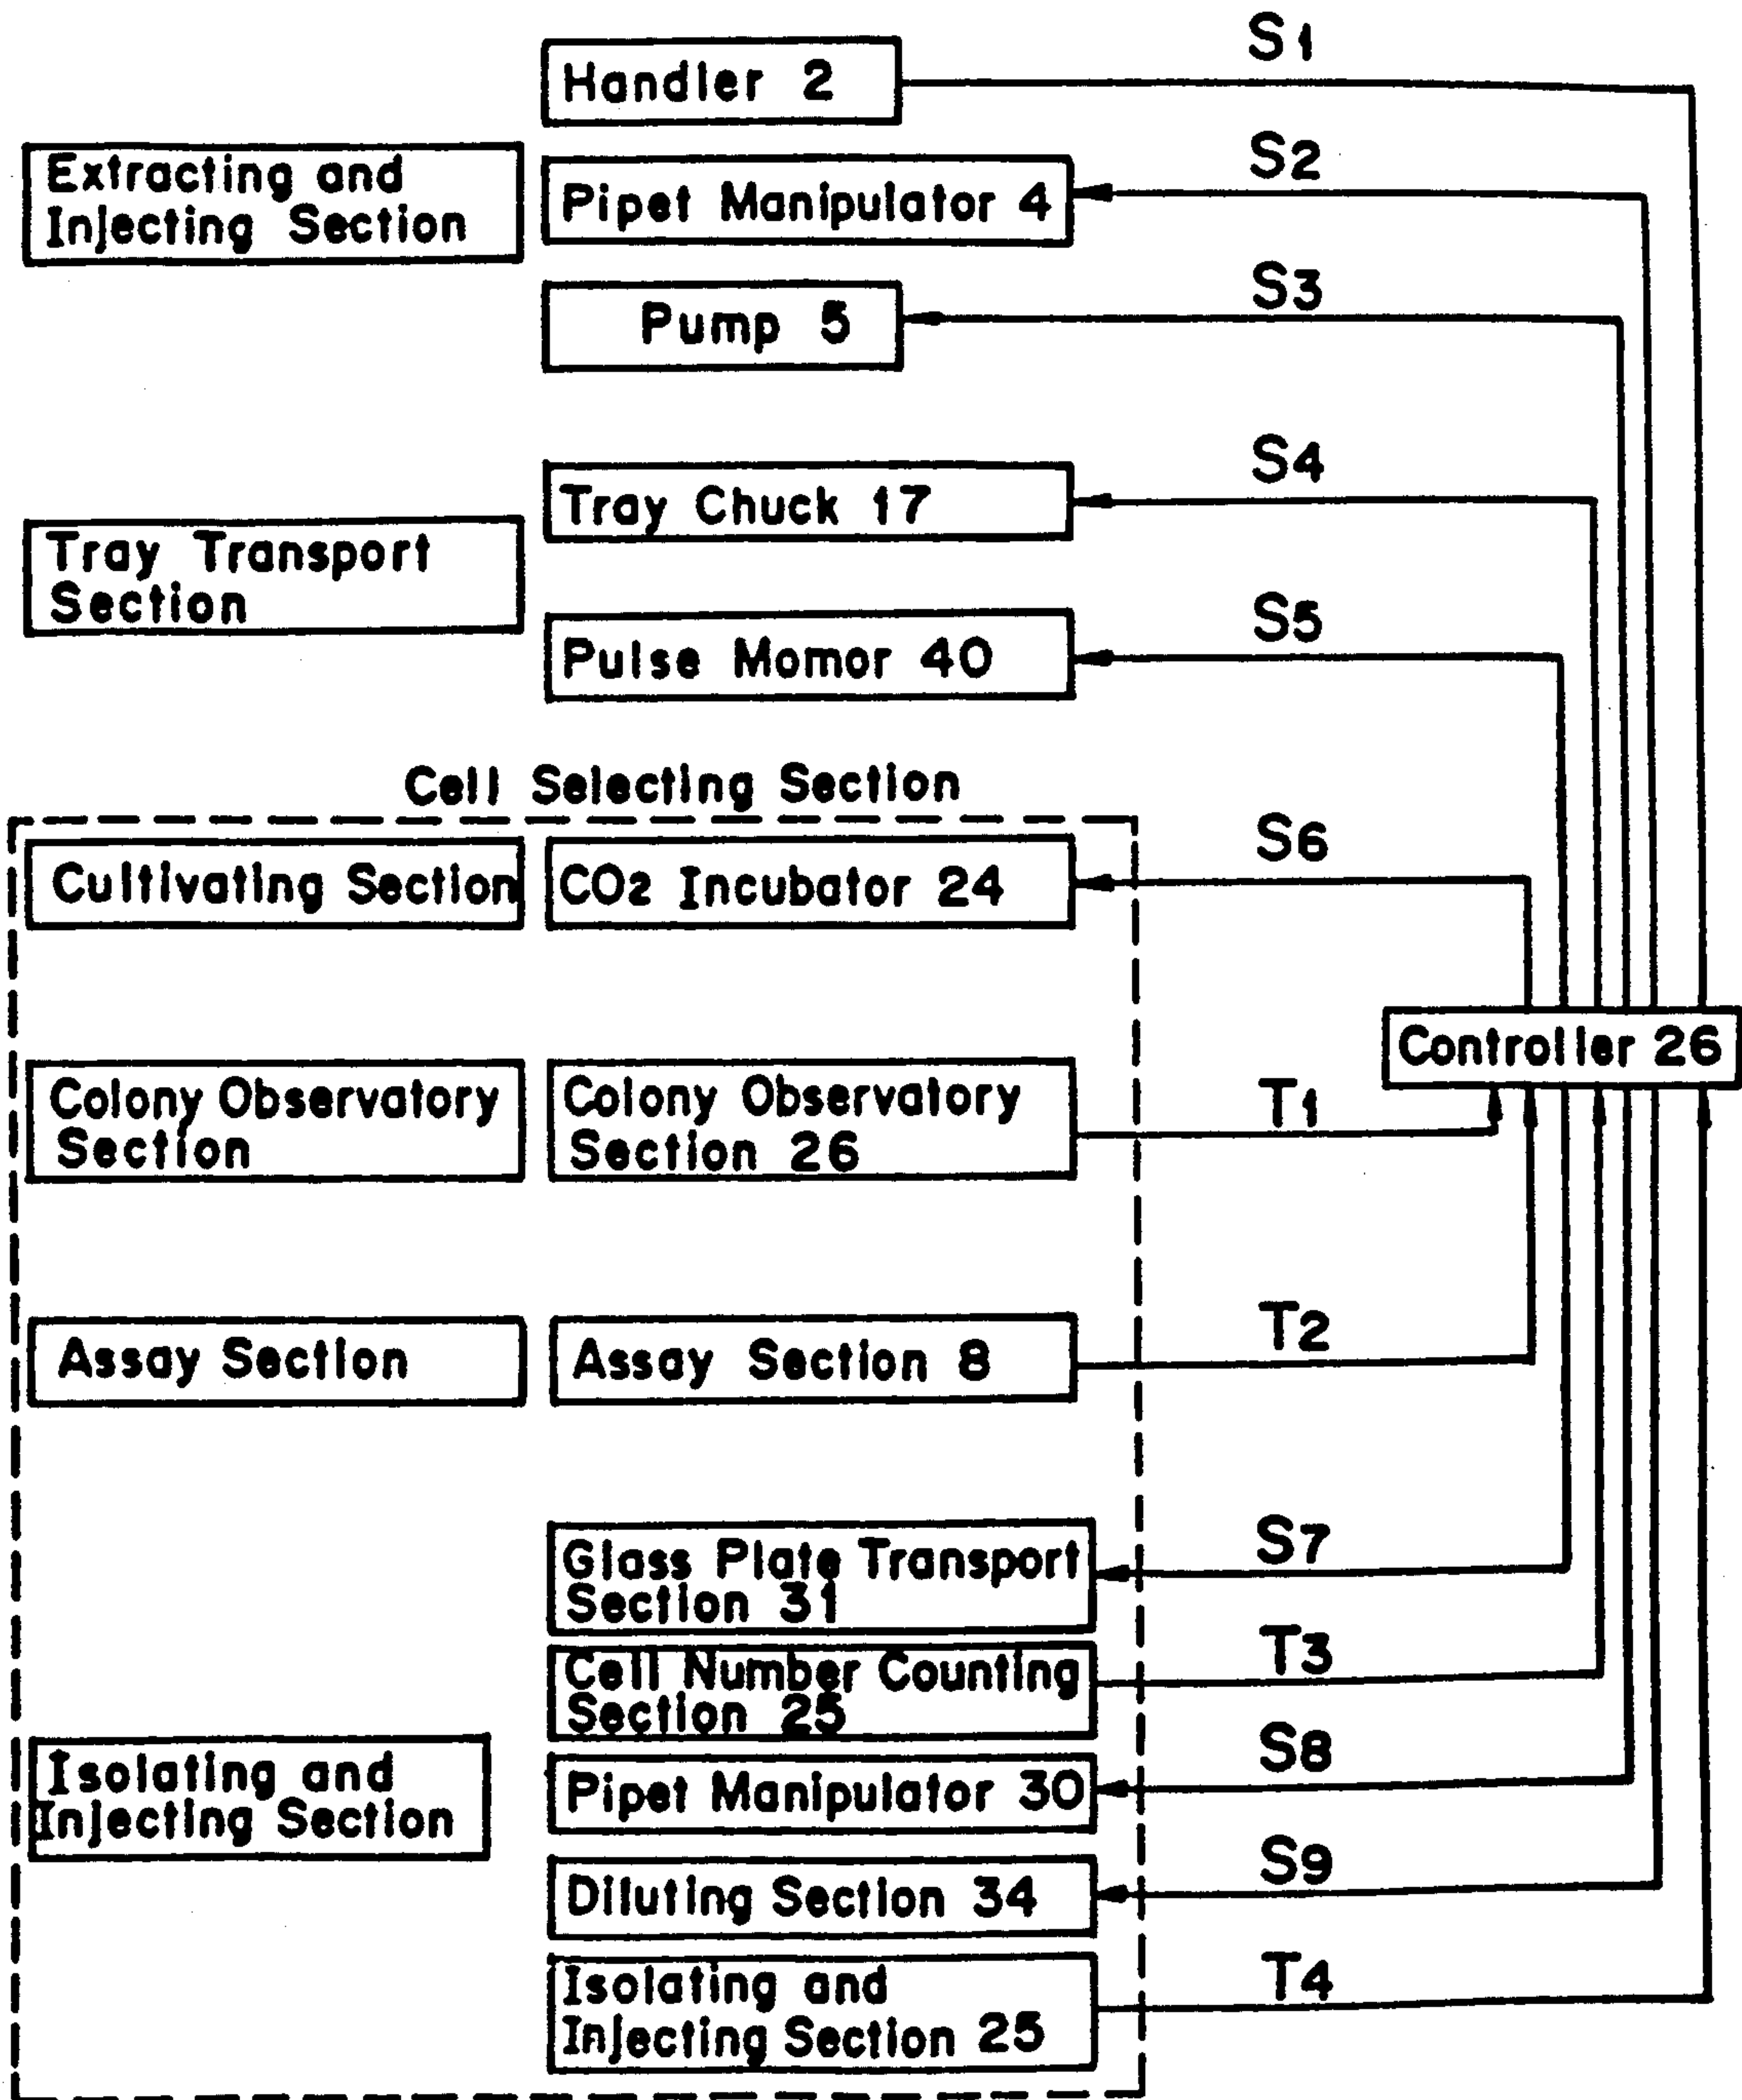 Handler 2
S1
Extracting and
Injecting Section
Pipet Manipulator 4
S2
Pump 5
S3
Tray Transport
Section
Tray Chuck 17
S4
Pulse Momor 40
S5
Cell Selecting Section
Cultivating Section
CO2 Incubator 24
S6
Controller 26
Colony Observatory
Section
Colony Observatory
Section 26
T1
Assay Section
Assay Section 8
T2
Glass Plate Transport
Section 31
S7
Cell Number Counting
Section 25
T3
Isolating and
Injecting Section
Pipet Manipulator 30
S8
Diluting Section 34
S9
Isolating and
Injecting Section 25
T4